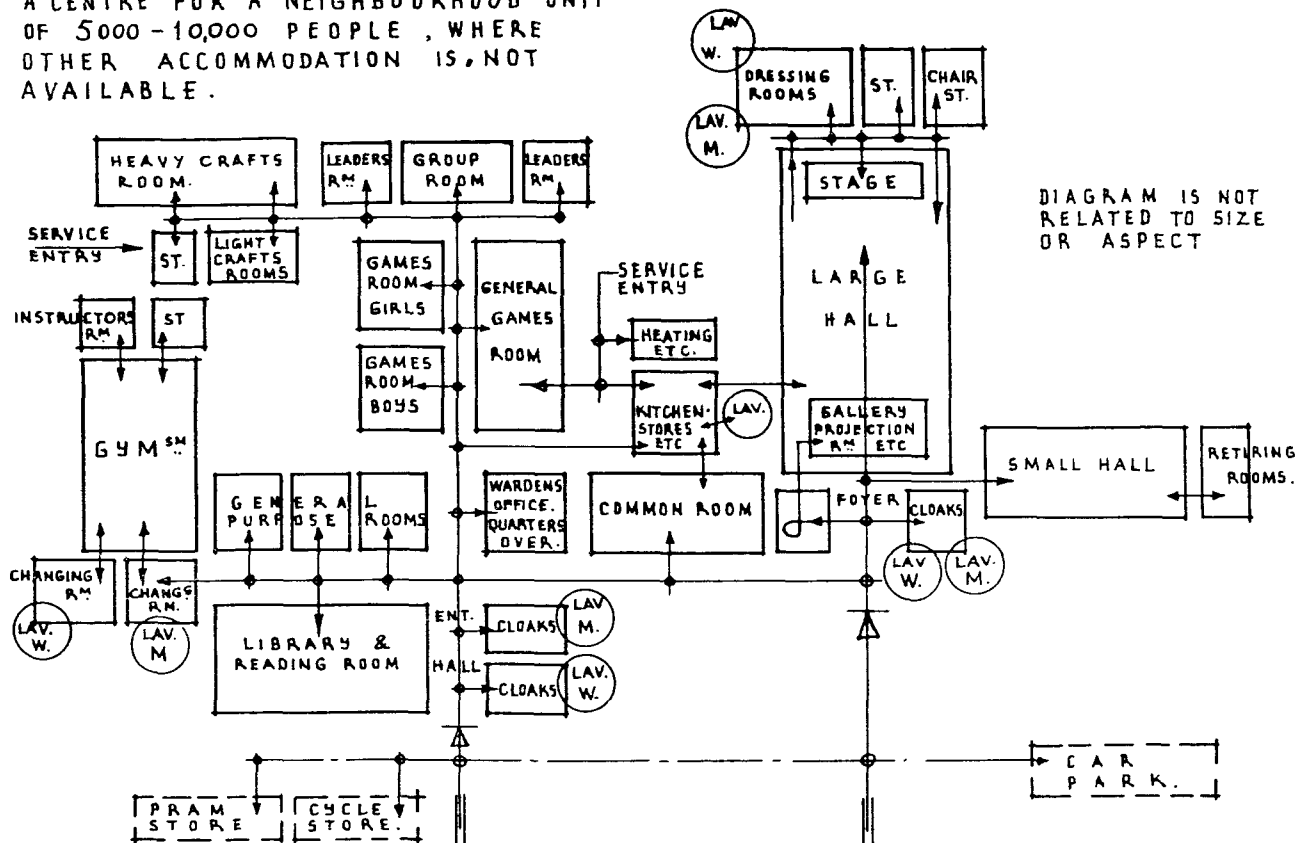 A CENTRE FOR A NEIGHBOURHOOD UNIT
OF 5000-10,000 PEOPLE, WHERE
OTHER ACCOMMODATION IS, NOT
AVAILABLE.
LAV
W.
DRESSING
ROOMS
ST.
CHAIR
ST.
LAV.
M.
HEAVY CRAFTS
ROOM.
LEADERS
RM
GROUP
ROOM
LEADERS
RM
STAGE
DIAGRAM IS NOT
RELATED TO SIZE
OR ASPECT
SERVICE
ENTRY
ST.
LIGHT
CRAFTS
ROOMS
GAMES
ROOM
GIRLS
GENERAL
GAMES
ROOM
SERVICE
ENTRY
LARGE
HALL
INSTRUCTORS
RM
ST
HEATING
ETC.
GAMES
ROOM
BOYS
KITCHEN-
STORES
ETC
LAV.
GALLERY
PROJECTION
RM ETC
GYMSM
SMALL HALL
RETIRING
ROOMS.
GENERAL
PURPOSE ROOMS
WARDENS
OFFICE.
QUARTERS
OVER.
COMMON ROOM
FOYER
CLOAKS
LAV
W.
LAV.
M.
CHANGING
RM
LAV.
W.
CHANGG
RM.
LAV.
M
LIBRARY &
READING ROOM
ENT.
HALL
CLOAKS
LAV
M.
CLOAKS
LAV.
W.
CAR
PARK.
PRAM
STORE
CYCLE
STORE.